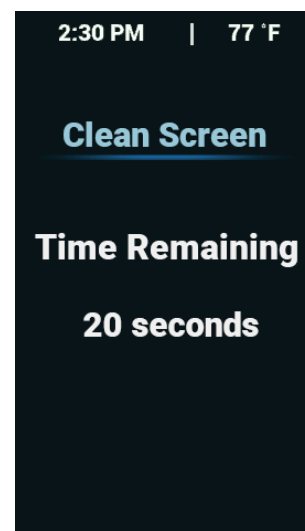 2:30 PM | 77 °F
Clean Screen
Time Remaining
20 seconds